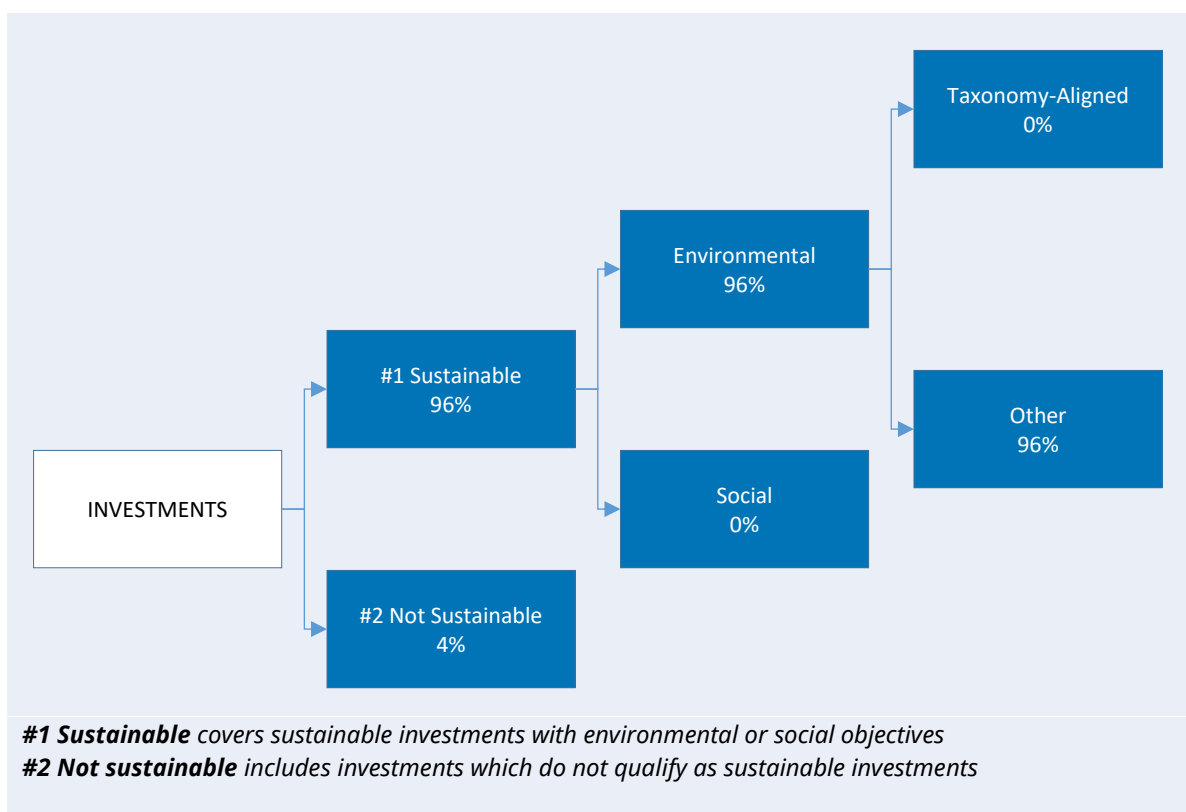 Taxonomy-Aligned
0%
Environmental
96%
#1 Sustainable
96%
Other
96%
INVESTMENTS
Social
0%
#2 Not Sustainable
4%
#1 Sustainable covers sustainable investments with environmental or social objectives
#2 Not sustainable includes investments which do not qualify as sustainable investments